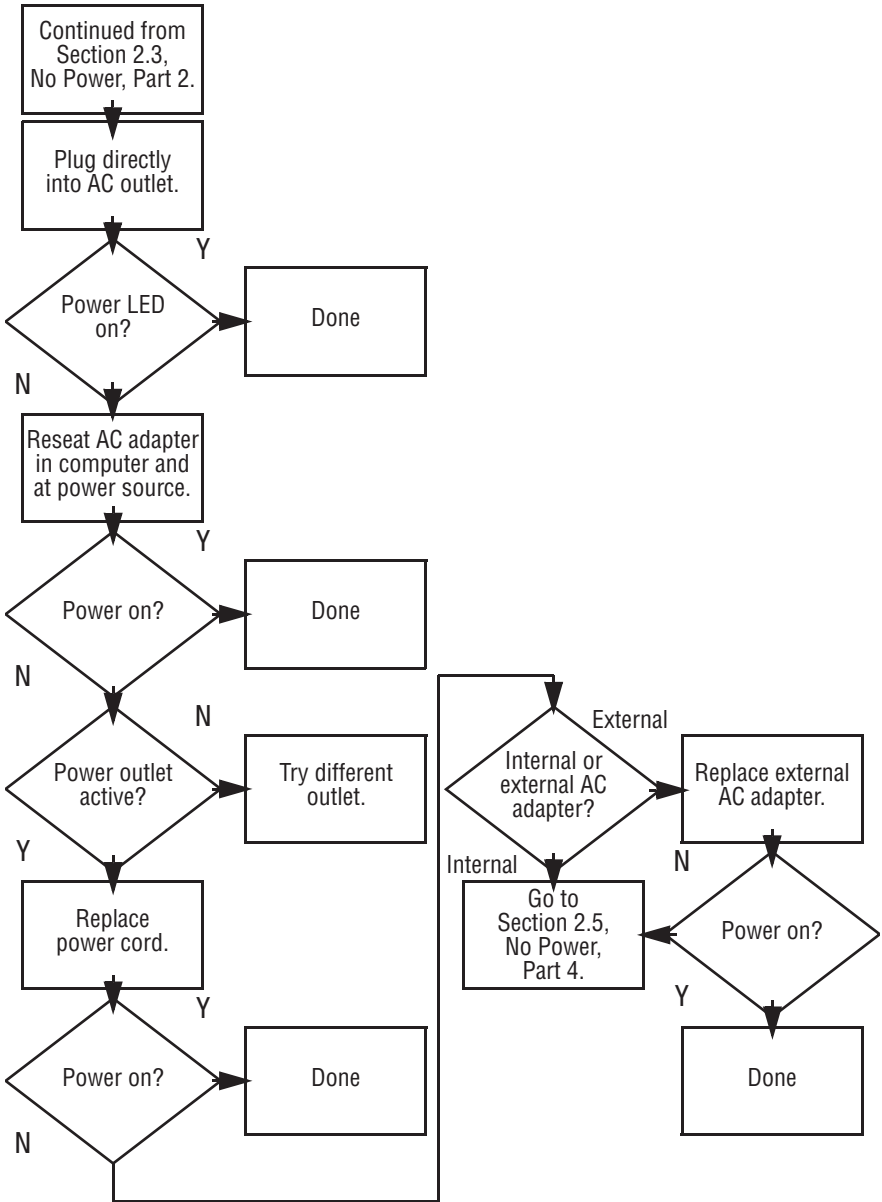 Continued from
Section 2.3,
No Power, Part 2.
Plug directly
into AC outlet.
Y
Power LED
on?
Done
N
Reseat AC adapter
in computer and
at power source.
Y
Power on?
Done
N
N
Power outlet
active?
Try different
outlet.
Y
Replace
power cord.
Y
Power on?
Done
N
External
Internal or
external AC
adapter?
Replace external
AC adapter.
Internal
N
Go to
Section 2.5,
No Power,
Part 4.
Power on?
Y
Done